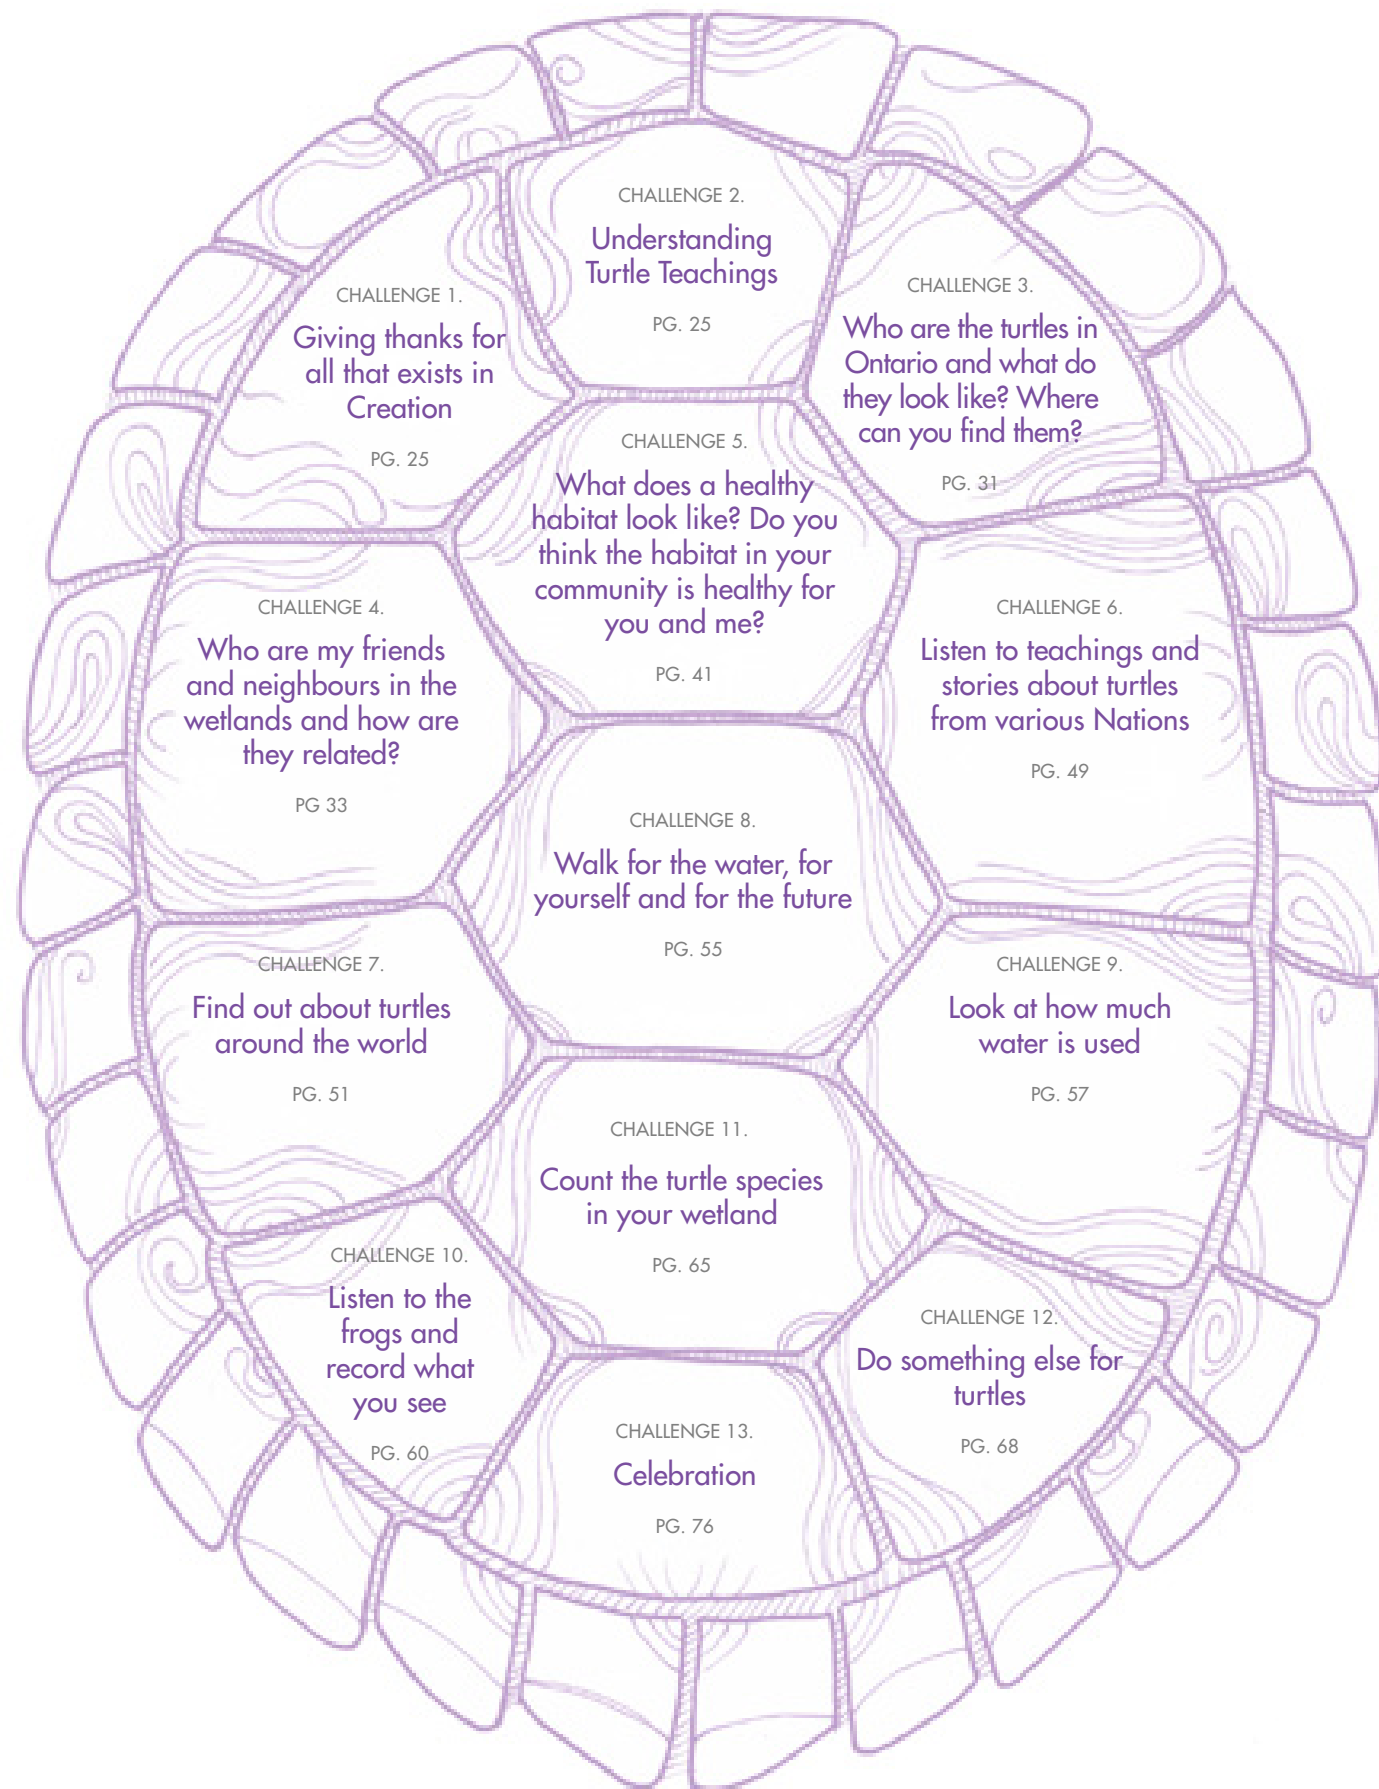 CHALLENGE 1.
Giving thanks for
all that exists in
Creation
PG. 25
CHALLENGE 2.
Understanding
Turtle Teachings
PG. 25
CHALLENGE 3.
Who are the turtles in
Ontario and what do
they look like? Where
can you find them?
PG. 31
CHALLENGE 4.
Who are my friends
and neighbours in the
wetlands and how are
they related?
PG 33
CHALLENGE 5.
What does a healthy
habitat look like? Do you
think the habitat in your
community is healthy for
you and me?
PG. 41
CHALLENGE 6.
Listen to teachings and
stories about turtles
from various Nations
PG. 49
CHALLENGE 7.
Find out about turtles
around the world
PG. 51
CHALLENGE 8.
Walk for the water, for
yourself and for the future
PG. 55
CHALLENGE 9.
Look at how much
water is used
PG. 57
CHALLENGE 10.
Listen to the
frogs and
record what
you see
PG. 60
CHALLENGE 11.
Count the turtle species
in your wetland
PG. 65
CHALLENGE 12.
Do something else for
turtles
PG. 68
CHALLENGE 13.
Celebration
PG. 76